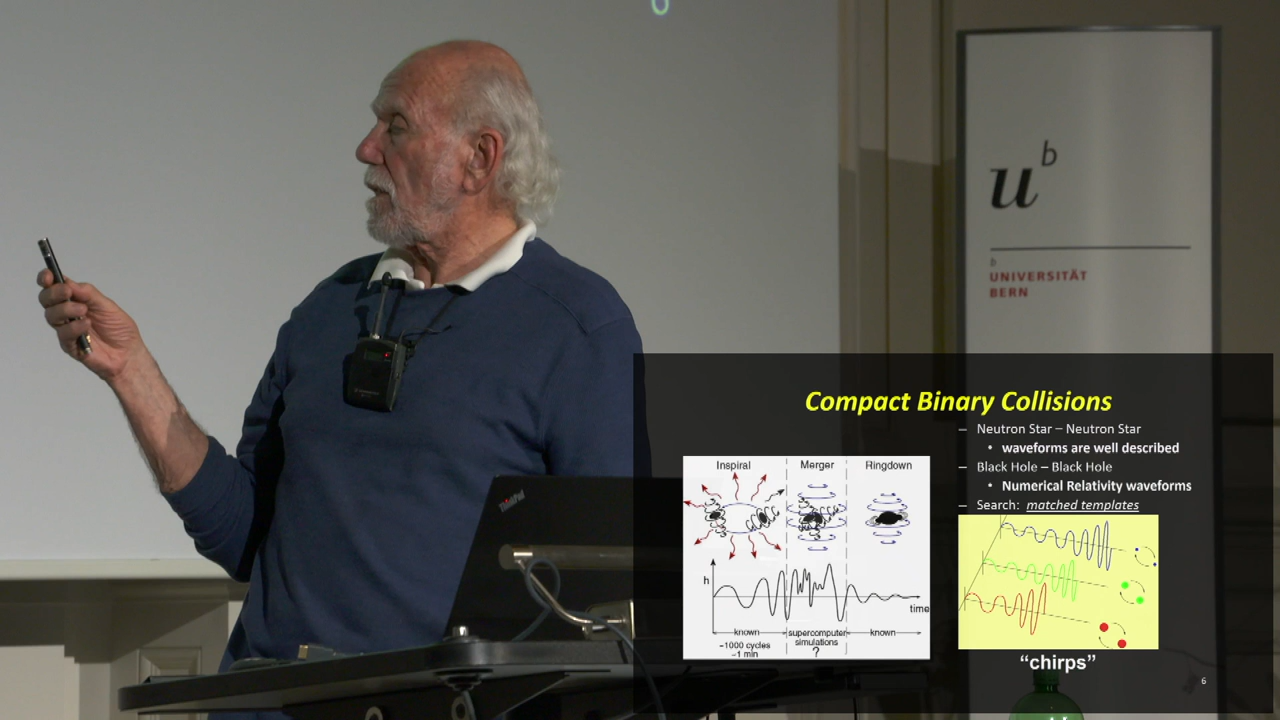 u b
b
UNIVERSITÄT
BERN
ThinkPad
Compact Binary Collisions
– Neutron Star – Neutron Star
• waveforms are well described
– Black Hole – Black Hole
• Numerical Relativity waveforms
– Search: matched templates
Inspiral Merger Ringdown
h
time
known supercomputer known
simulations
~1000 cycles
~1 min
?
"chirps"
6